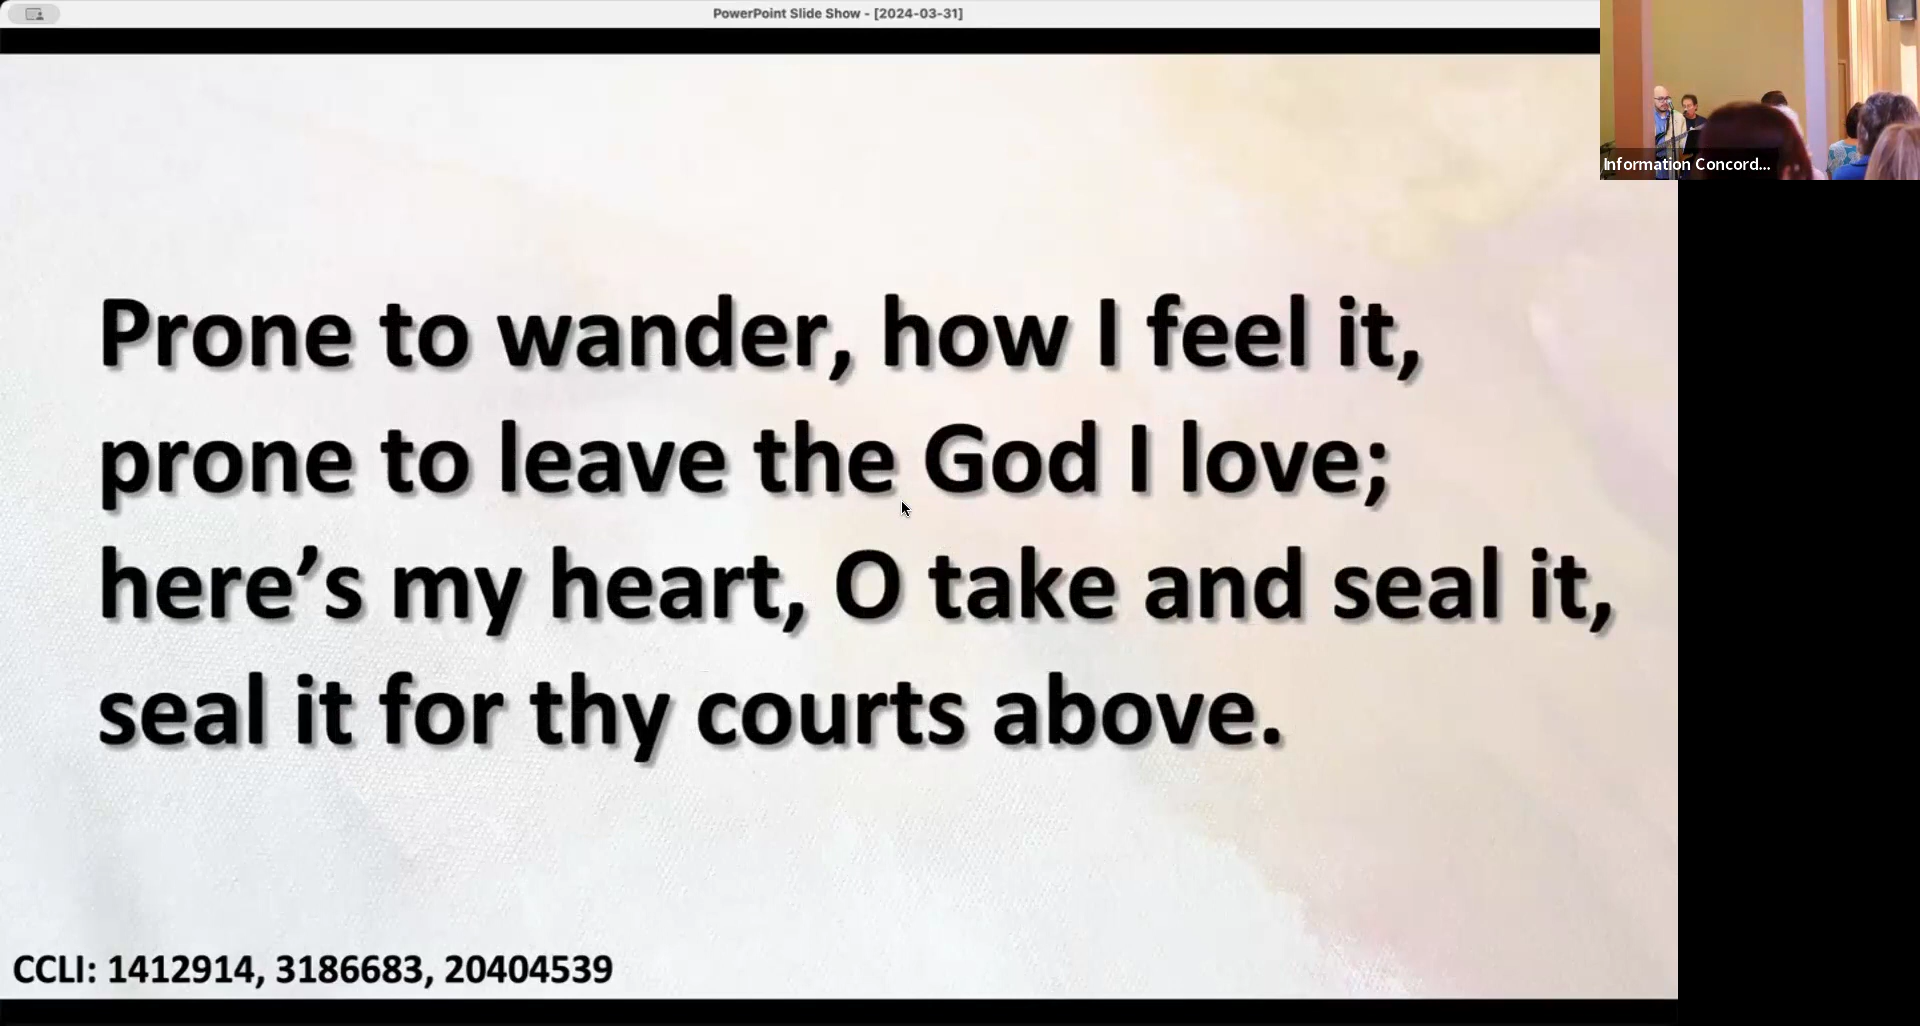 PowerPoint Slide Show - [2024-03-31]
Information Concord...
Prone to wander, how I feel it,
prone to leave the God I love;
here’s my heart, O take and seal it,
seal it for thy courts above.
CCLI: 1412914, 3186683, 20404539